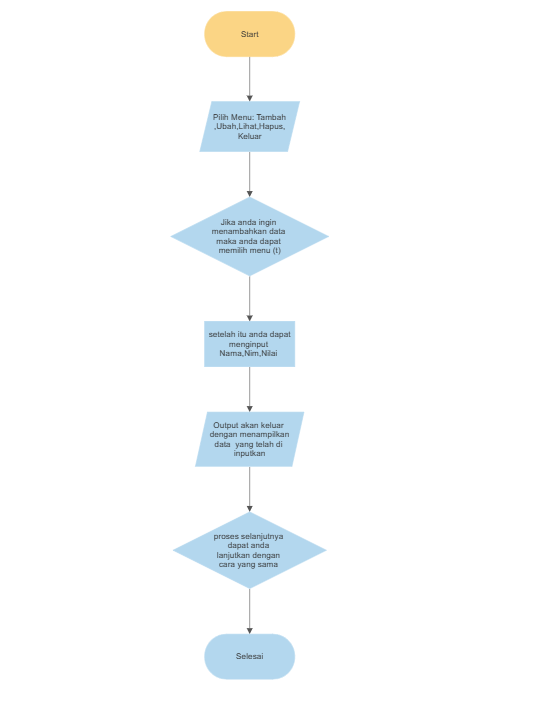 Start
Pilih Menu: Tambah
,Ubah,Lihat,Hapus,
Keluar
Jika anda ingin
menambahkan data
maka anda dapat
memilih menu (t)
setelah itu anda dapat
menginput
Nama,Nim,Nilai
Output akan keluar
dengan menampilkan
data  yang telah di
inputkan
proses selanjutnya
dapat anda
lanjutkan dengan
cara yang sama
Selesai